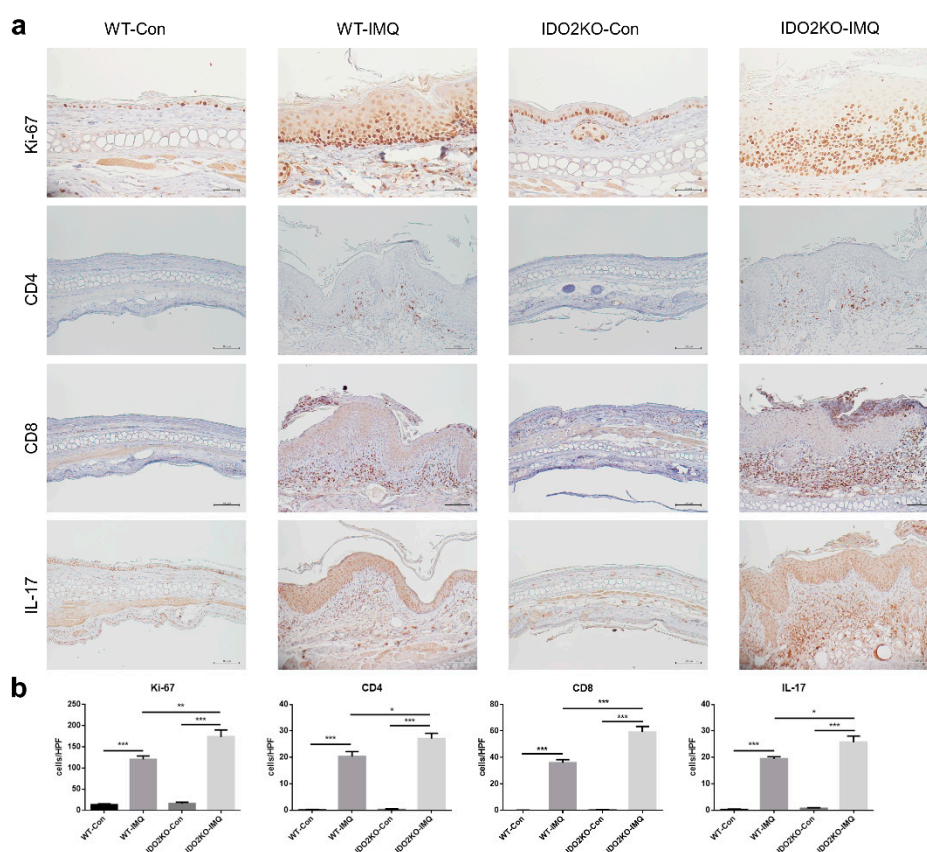 a
WT-Con WT-IMQ IDO2KO-Con IDO2KO-IMQ
Ki-67
CD4
CD8
IL-17
b
Ki-67
cells/HPF
250
200
150
100
50
0
***
**
***
WT-Con
WT-IMQ
IDO2KO-Con
IDO2KO-IMQ
CD4
cells/HPF
40
30
20
10
0
***
*
***
WT-Con
WT-IMQ
IDO2KO-Con
IDO2KO-IMQ
CD8
cells/HPF
80
60
40
20
0
***
***
***
WT-Con
WT-IMQ
IDO2KO-Con
IDO2KO-IMQ
IL-17
cells/HPF
40
30
20
10
0
***
*
***
WT-Con
WT-IMQ
IDO2KO-Con
IDO2KO-IMQ